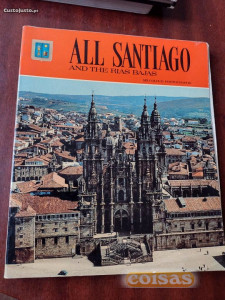 CustoJusto.pt
ALL SANTIAGO
AND THE RIAS BAJAS
coisas